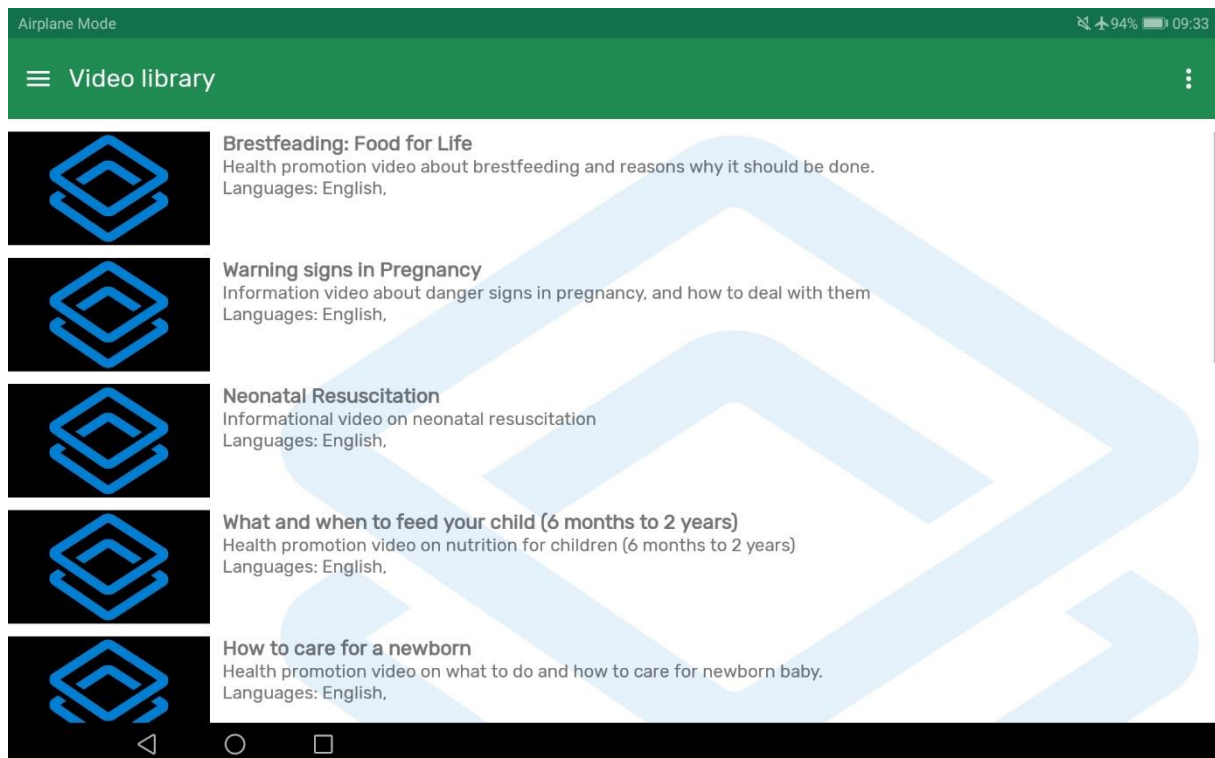 Airplane Mode
94% 09:33
Video library
Brestfeading: Food for Life
Health promotion video about brestfeeding and reasons why it should be done.
Languages: English,
Warning signs in Pregnancy
Information video about danger signs in pregnancy, and how to deal with them
Languages: English,
Neonatal Resuscitation
Informational video on neonatal resuscitation
Languages: English,
What and when to feed your child (6 months to 2 years)
Health promotion video on nutrition for children (6 months to 2 years)
Languages: English,
How to care for a newborn
Health promotion video on what to do and how to care for newborn baby.
Languages: English,